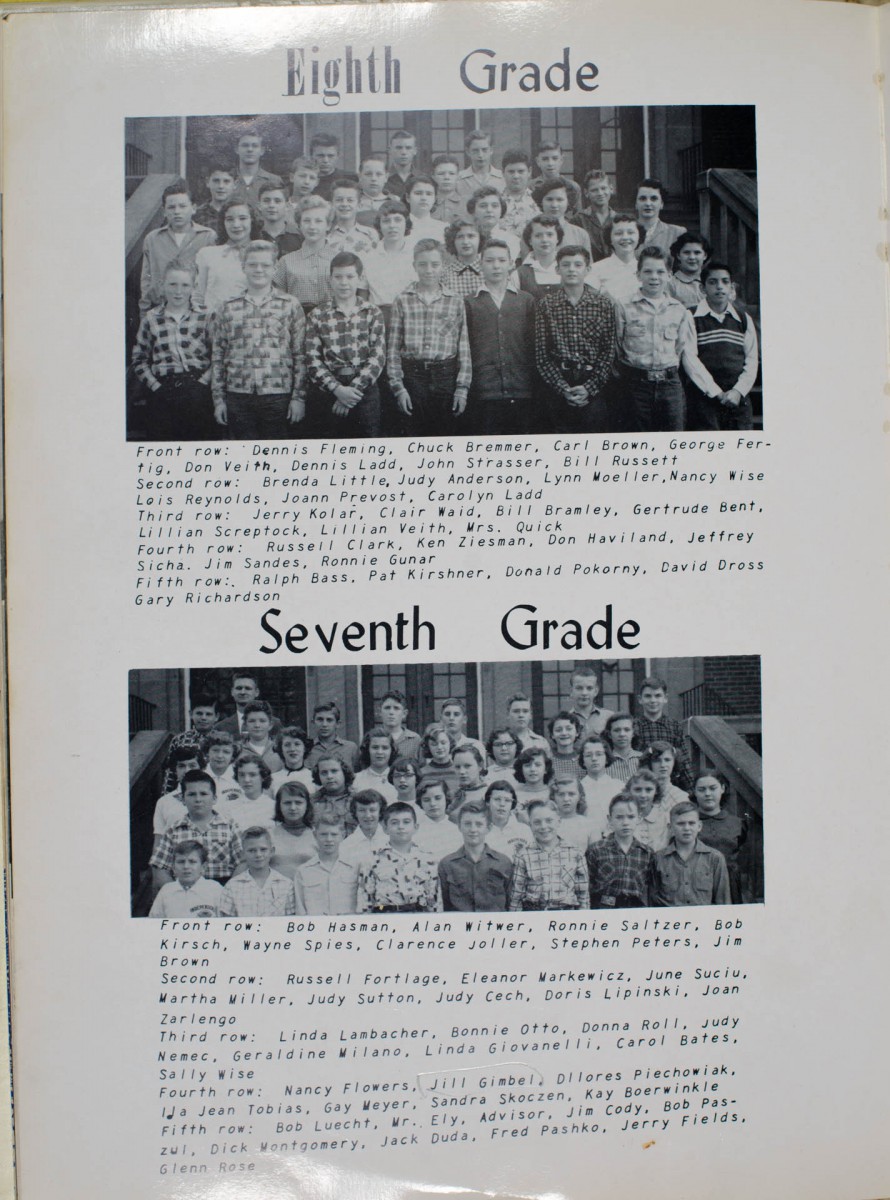 Eighth Grade
Front row: Dennis Fleming, Chuck Bremmer, Carl Brown, George Fer-
tig, Don Veith, Dennis Ladd, John Strasser, Bill Russett
Second row: Brenda Little, Judy Anderson, Lynn Moeller, Nancy Wise
Lois Reynolds, Joann Prevost, Carolyn Ladd
Third row: Jerry Kolar, Clair Waid, Bill Bramley, Gertrude Bent,
Lillian Screptock, Lillian Veith, Mrs. Quick
Fourth row: Russell Clark, Ken Ziesman, Don Haviland, Jeffrey
Sicha. Jim Sandes, Ronnie Gunar
Fifth row:. Ralph Bass, Pat Kirshner, Donald Pokorny, David Dross
Gary Richardson
Seventh Grade
Front row: Bob Hasman, Alan Witwer, Ronnie Saltzer, Bob
Kirsch, Wayne Spies, Clarence Joller, Stephen Peters, Jim
Brown
Second row: Russell Fortlage, Eleanor Markewicz, June Suciu,
Martha Miller, Judy Sutton, Judy Cech, Doris Lipinski, Joan
Zarlengo
Third row: Linda Lambacher, Bonnie Otto, Donna Roll, Judy
Nemec, Geraldine Milano, Linda Giovanelli, Carol Bates,
Sally Wise
Fourth row: Nancy Flowers, Jill Gimbel, Dllores Piechowiak,
Ida Jean Tobias, Gay Meyer, Sandra Skoczen, Kay Boerwinkle
Fifth row: Bob Luecht, Mr. Ely, Advisor, Jim Cody, Bob Pas-
zul, Dick Montgomery, Jack Duda, Fred Pashko, Jerry Fields,
Glenn Rose